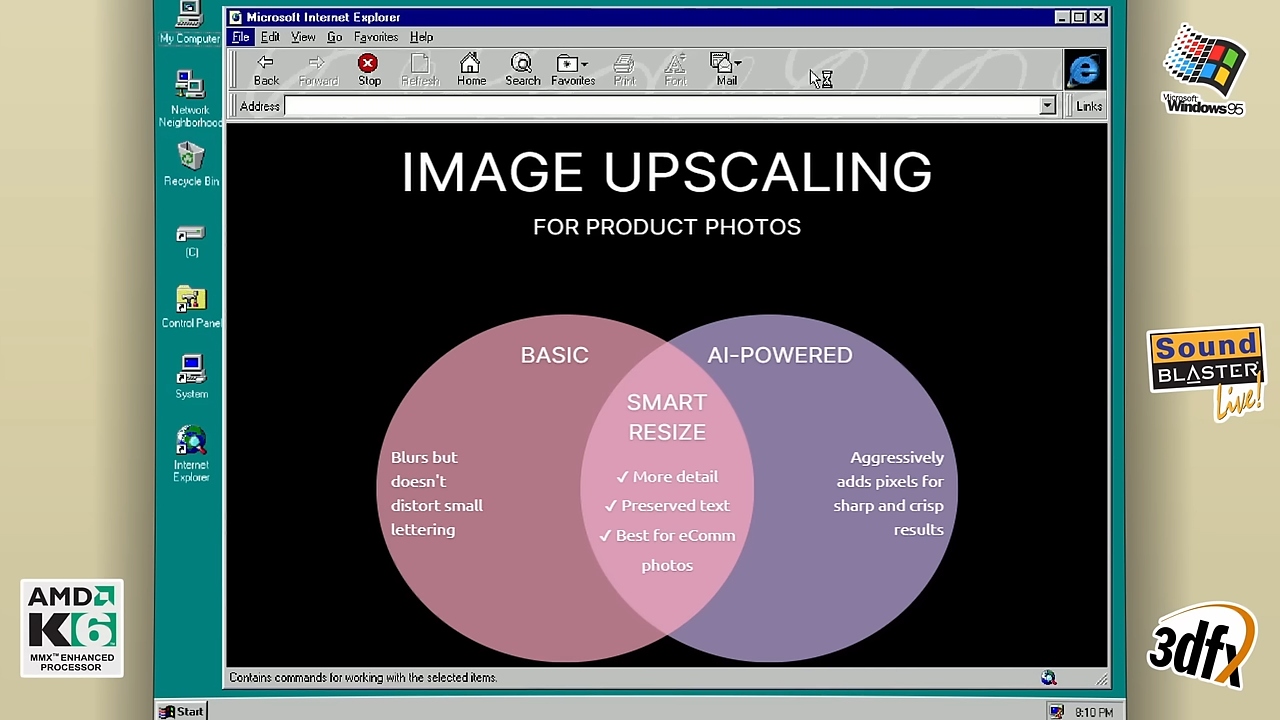 Microsoft Internet Explorer
File Edit View Go Favorites Help
Back Forward Stop Refresh Home Search Favorites Print Font Mail
Address
Links
My Computer
Network
Neighborhood
Recycle Bin
(C)
Control Panel
System
Internet
Explorer
IMAGE UPSCALING
FOR PRODUCT PHOTOS
BASIC
Blurs but
doesn't
distort small
lettering
SMART
RESIZE
✓ More detail
✓ Preserved text
✓ Best for eComm
photos
AI-POWERED
Aggressively
adds pixels for
sharp and crisp
results
Contains commands for working with the selected items.
Start
8:10 PM
Microsoft
Windows 95
Sound
BLASTER
Live!
AMD
K6
MMX™ ENHANCED
PROCESSOR
3dfx